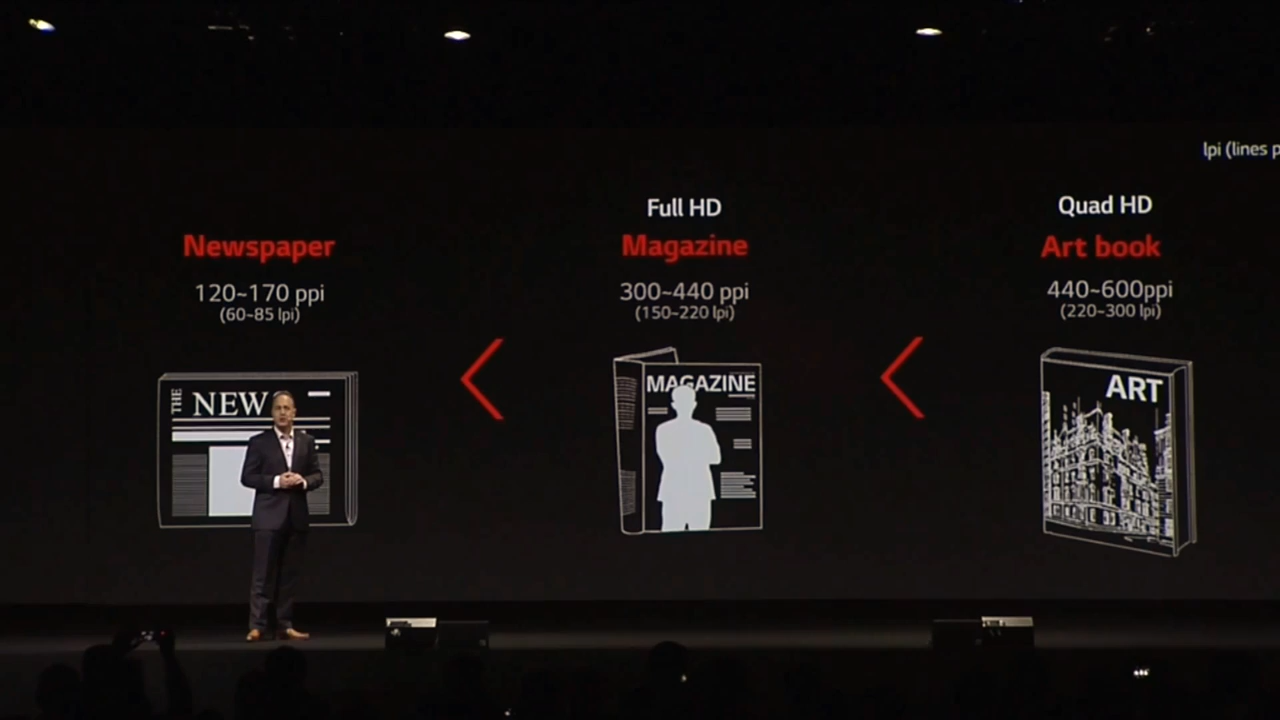 lpi (lines p
Newspaper
120~170 ppi
(60~85 lpi)
THE
NEW
Full HD
Magazine
300~440 ppi
(150~220 lpi)
MAGAZINE
Quad HD
Art book
440~600ppi
(220~300 lpi)
ART